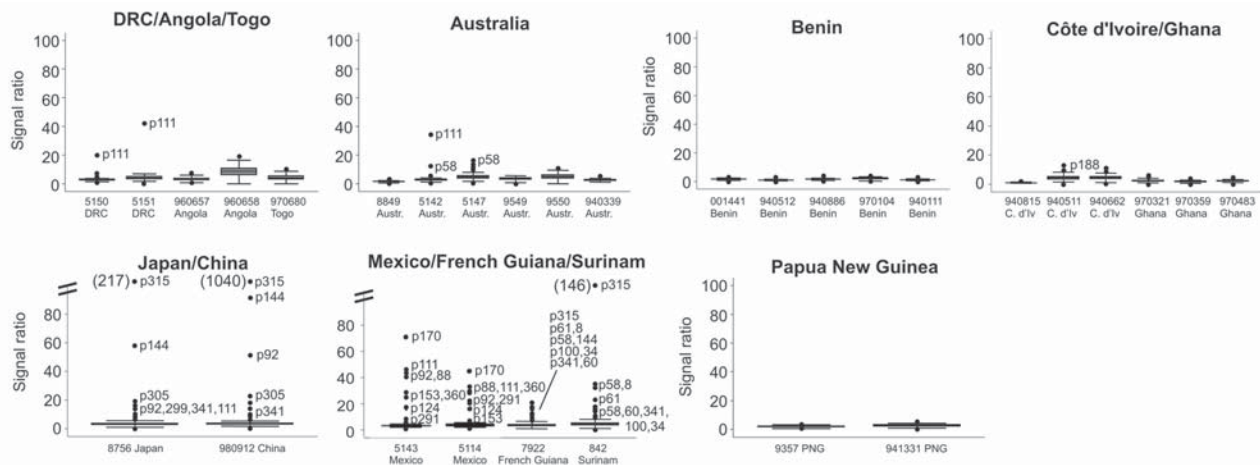 DRC/Angola/Togo
Signal ratio
100
80
60
40
20
0
p111
p111
5150 5151 960657 960658 970680
DRC DRC Angola Angola Togo
Australia
100
80
60
40
20
0
p111
p58
p58
8849 5142 5147 9549 9550 940339
Austr. Austr. Austr. Austr. Austr. Austr.
Benin
Signal ratio
100
80
60
40
20
0
001441 940512 940886 970104 940111
Benin Benin Benin Benin Benin
Côte d'Ivoire/Ghana
Signal ratio
100
80
60
40
20
0
p188
940815 940511 940662 970321 970359 970483
C. d'Iv C. d'Iv C. d'Iv Ghana Ghana Ghana
Japan/China
Signal ratio
80
60
40
20
0
(217) p315
p144
p305
p92,299,341,111
(1040) p315
p144
p92
p305
p341
8756 Japan 980912 China
Mexico/French Guiana/Surinam
80
60
40
20
0
p170
p111
p92,88
p153,360
p124
p291
p170
p88,111,360
p92,291
p124
p153
p315
p61,8
p58,144
p100,34
p341,60
(146) p315
p58,8
p61
p58,60,341,
100,34
5143 5114 7922 842
Mexico Mexico French Guiana Surinam
Papua New Guinea
Signal ratio
100
80
60
40
20
0
9357 PNG 941331 PNG